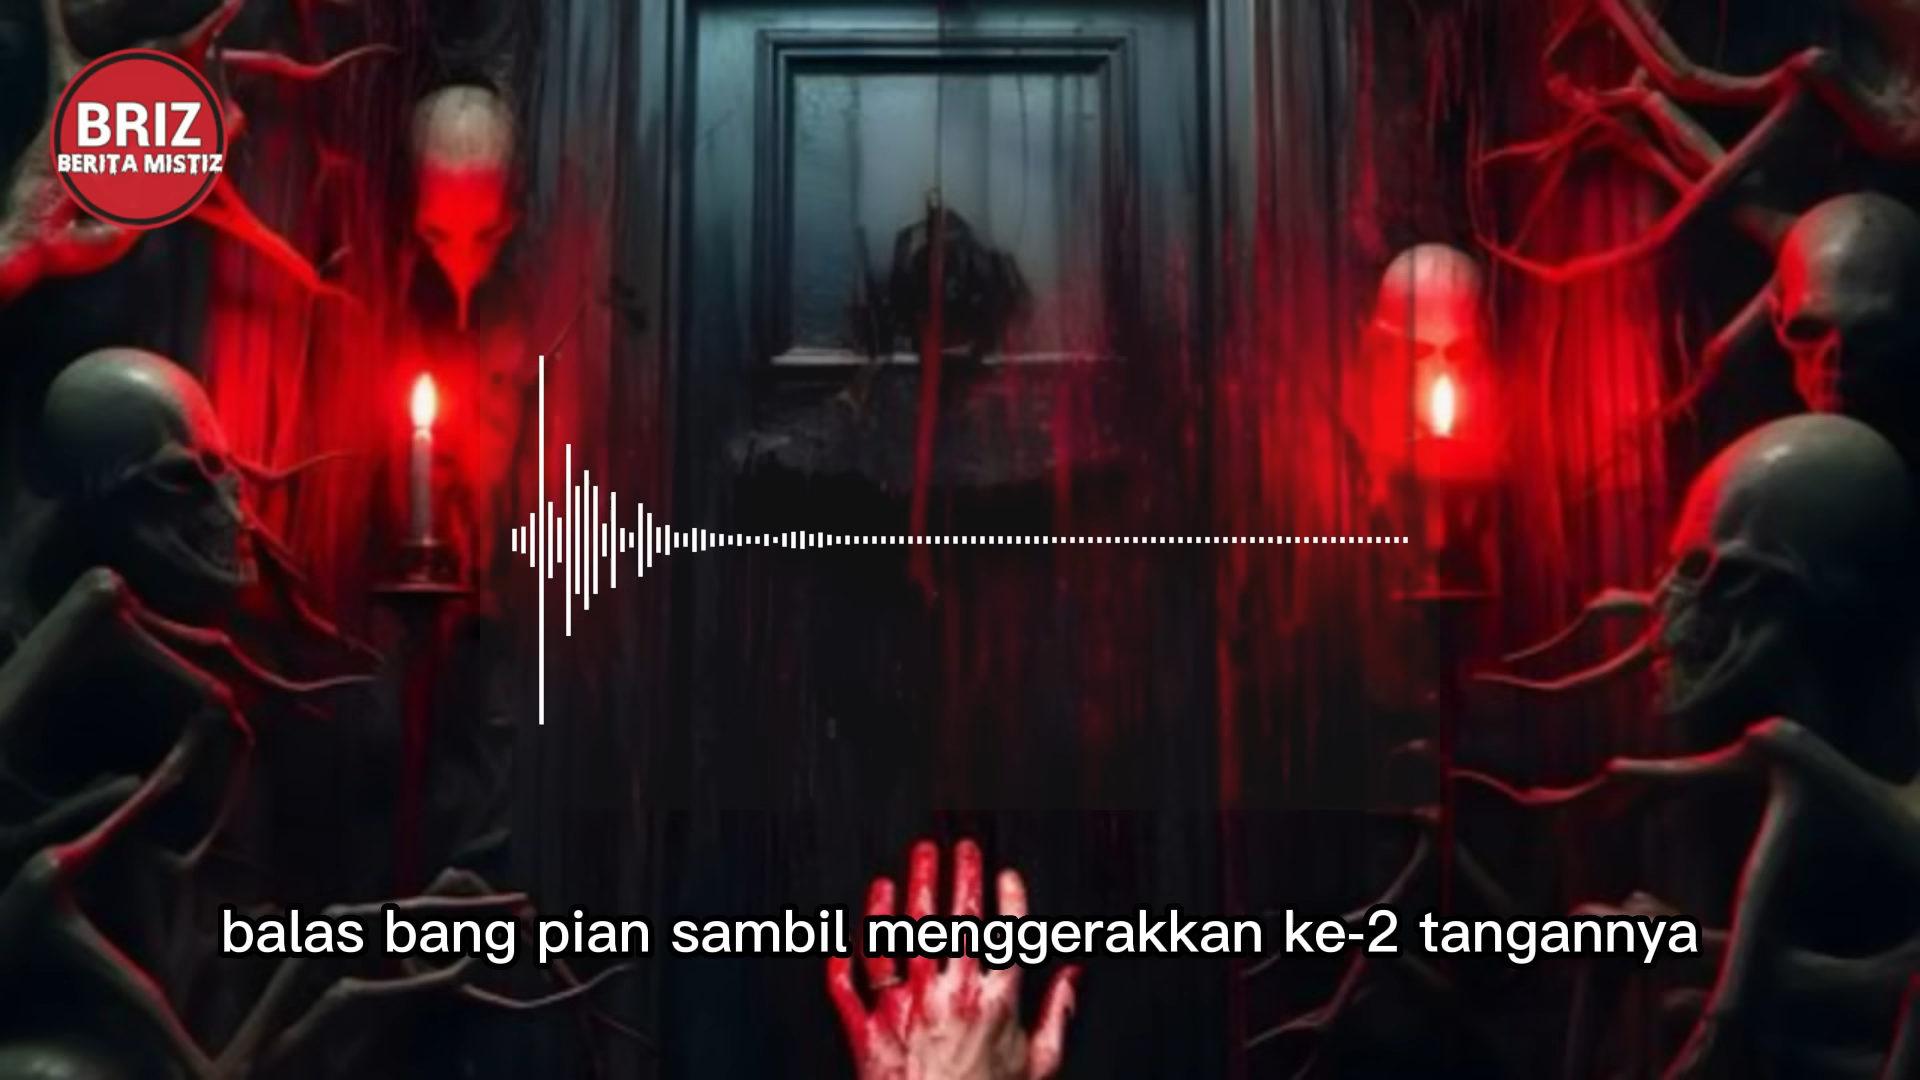 BRIZ
BERITA MISTIZ
balas bang pian sambil menggerakkan ke-2 tangannya